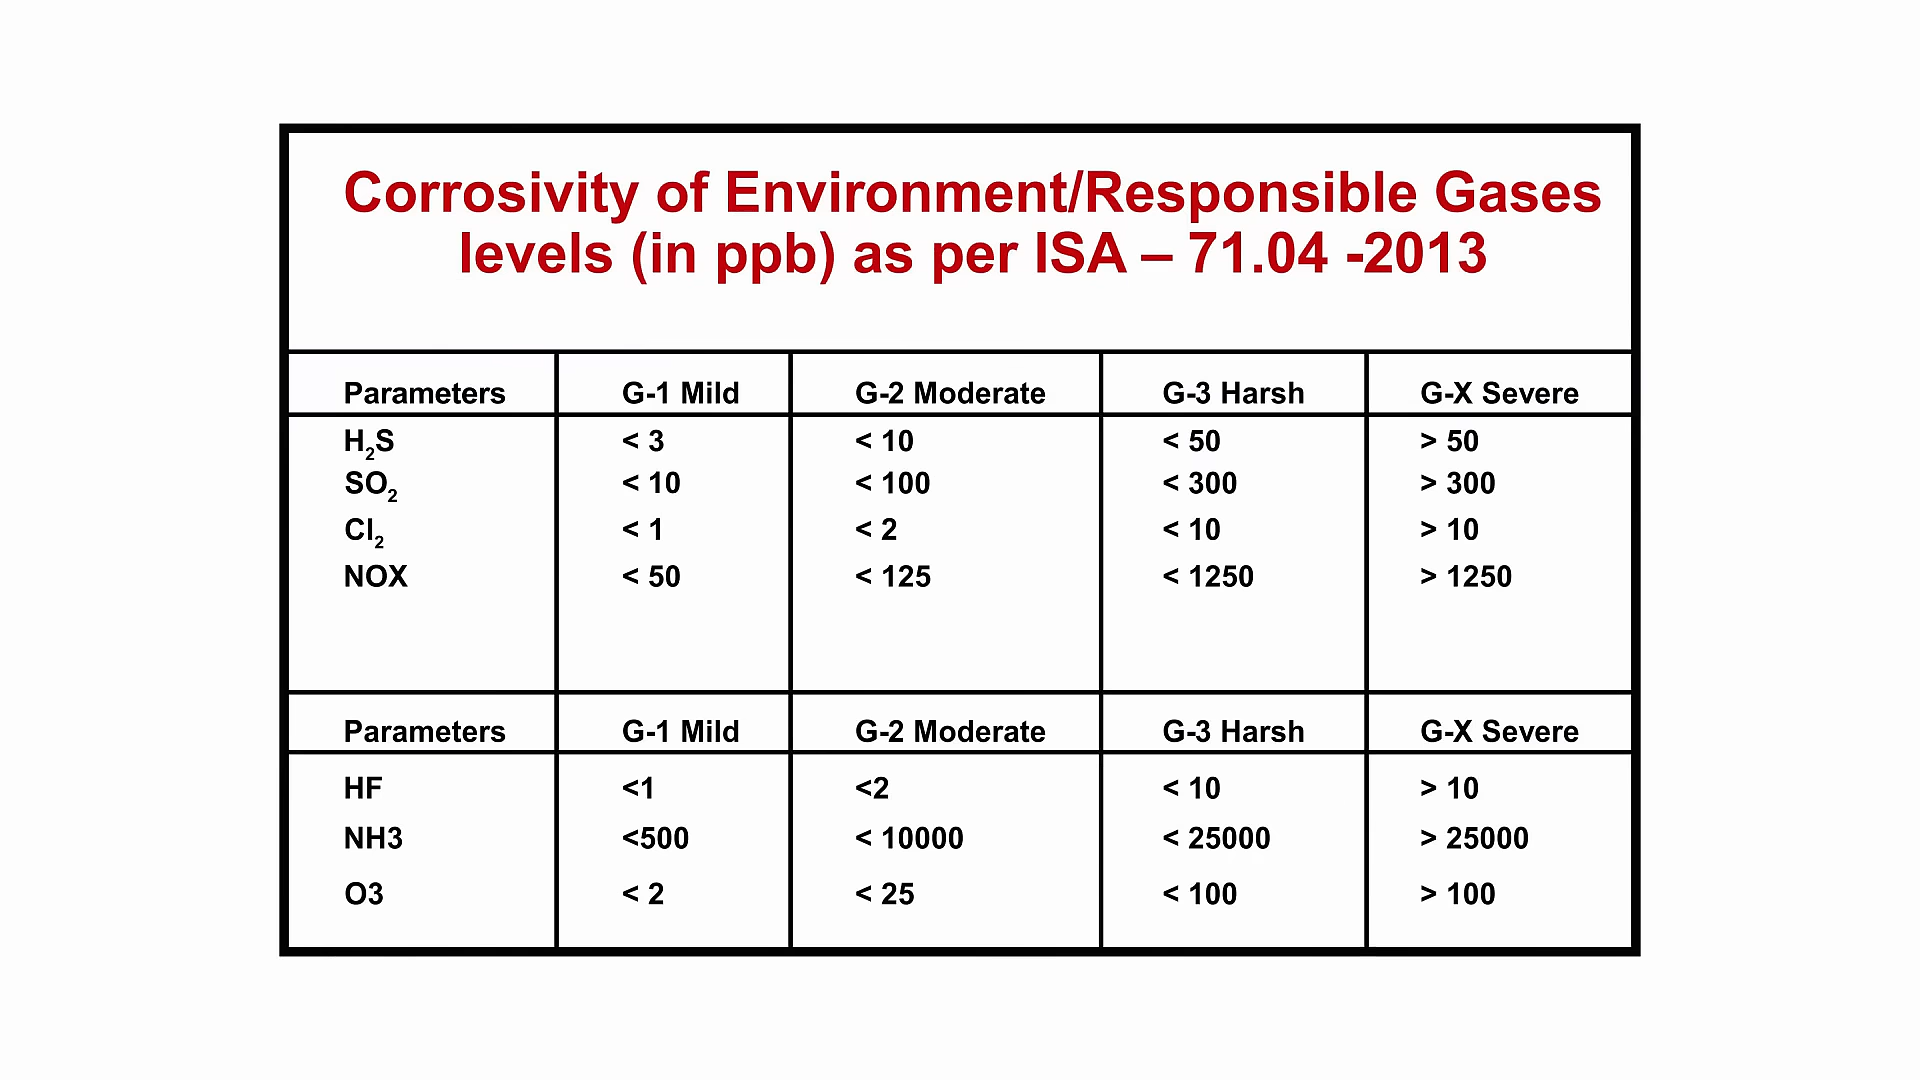 Corrosivity of Environment/Responsible Gases
levels (in ppb) as per ISA – 71.04 -2013
Parameters G-1 Mild G-2 Moderate G-3 Harsh G-X Severe
H₂S < 3 < 10 < 50 > 50
SO₂ < 10 < 100 < 300 > 300
Cl₂ < 1 < 2 < 10 > 10
NOX < 50 < 125 < 1250 > 1250
Parameters G-1 Mild G-2 Moderate G-3 Harsh G-X Severe
HF <1 <2 < 10 > 10
NH3 <500 < 10000 < 25000 > 25000
O3 < 2 < 25 < 100 > 100